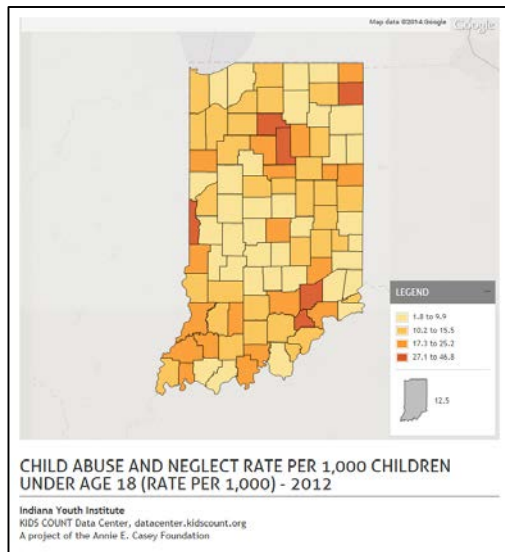 Map data ©2014 Google
Google
LEGEND
1.8 to 9.9
10.2 to 15.5
17.3 to 25.2
27.1 to 46.8
12.5
CHILD ABUSE AND NEGLECT RATE PER 1,000 CHILDREN
UNDER AGE 18 (RATE PER 1,000) - 2012
Indiana Youth Institute
KIDS COUNT Data Center, datacenter.kidscount.org
A project of the Annie E. Casey Foundation